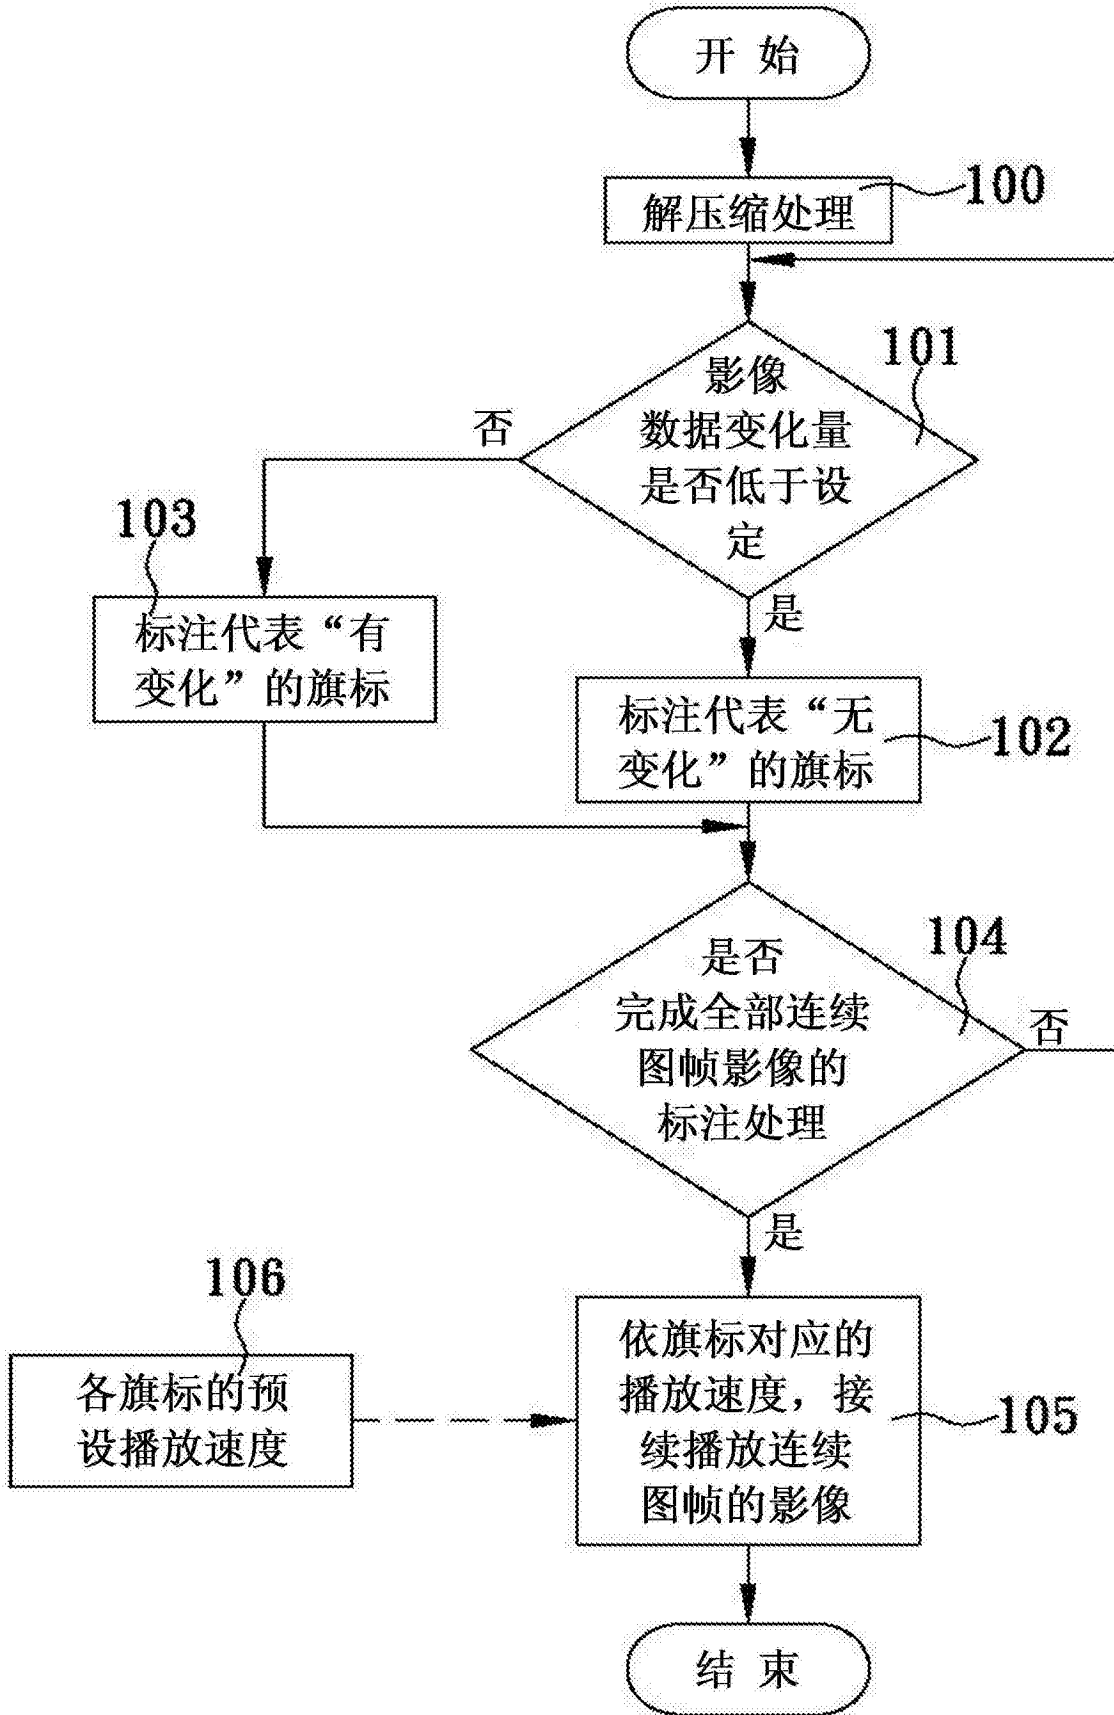 开始
100
解压缩处理
101
影像
数据变化量
是否低于设
定
否
是
103
标注代表“有
变化”的旗标
标注代表“无
变化”的旗标
102
104
是否
完成全部连续
图帧影像的
标注处理
否
是
106
各旗标的预
设播放速度
依旗标对应的
播放速度，接
续播放连续
图帧的影像
105
结束